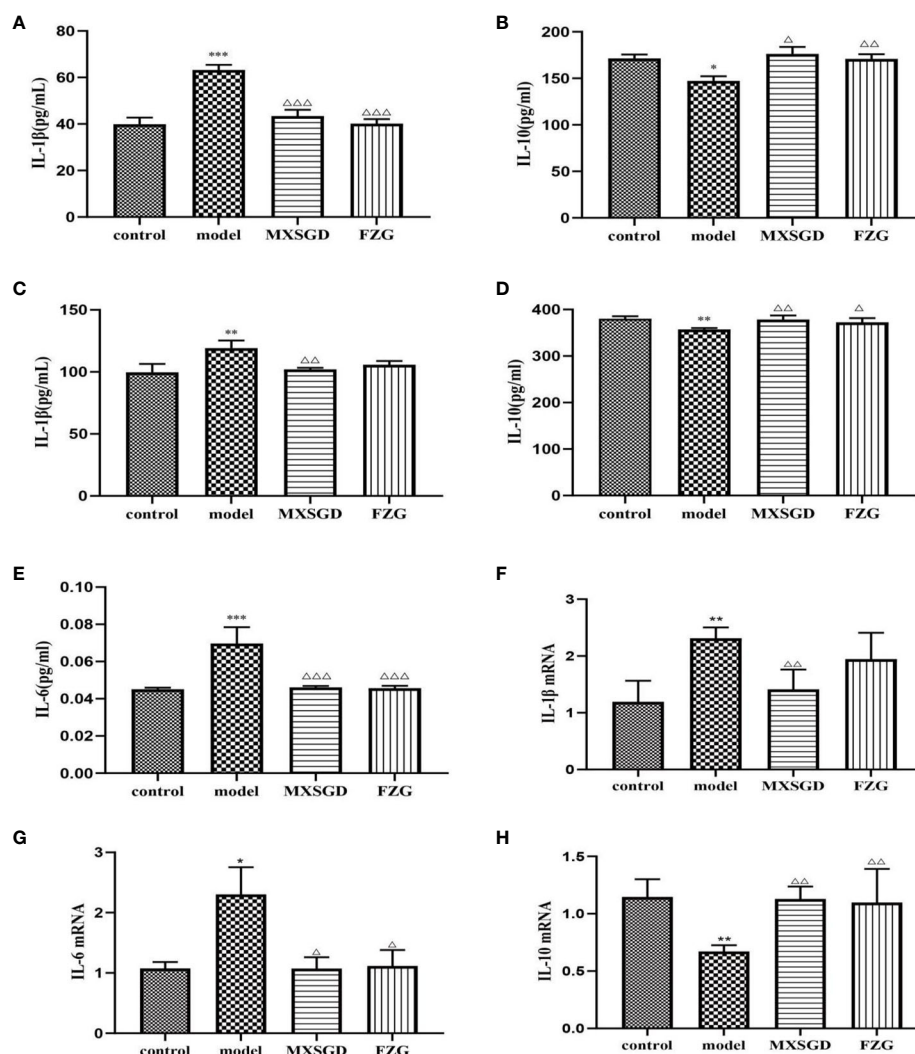 A
IL-1β(pg/mL)
80
60
40
20
0
***
△△△
△△△
control model MXSGD FZG
B
IL-10(pg/ml)
200
150
100
50
0
*
△
△△
control model MXSGD FZG
C
IL-1β(pg/mL)
150
100
50
0
**
△△
control model MXSGD FZG
D
IL-10(pg/ml)
400
300
200
100
0
**
△△
△
control model MXSGD FZG
E
IL-6(pg/ml)
0.10
0.08
0.06
0.04
0.02
0.00
***
△△△
△△△
control model MXSGD FZG
F
IL-1β mRNA
3
2
1
0
**
△△
control model MXSGD FZG
G
IL-6 mRNA
3
2
1
0
*
△
△
control model MXSGD FZG
H
IL-10 mRNA
1.5
1.0
0.5
0.0
**
△△
△△
control model MXSGD FZG